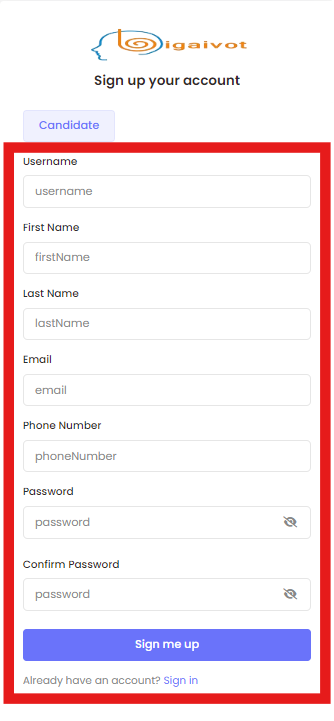 igaivot
Sign up your account
Candidate
Username
username
First Name
firstName
Last Name
lastName
Email
email
Phone Number
phoneNumber
Password
password
Confirm Password
password
Sign me up
Already have an account? Sign in